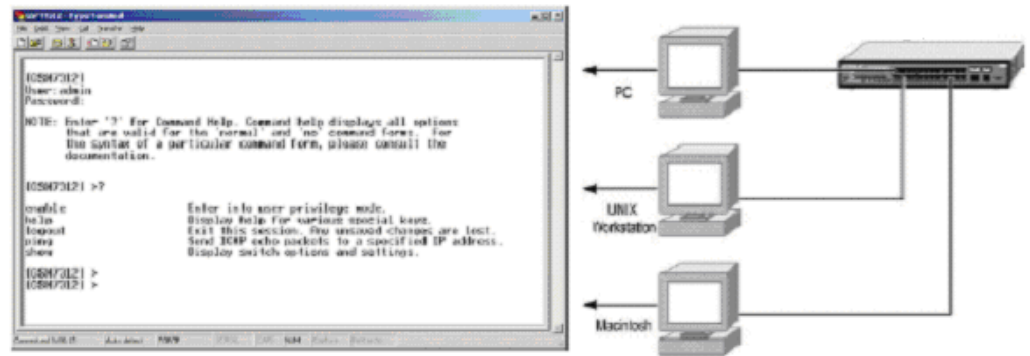 (GSM7312)
User:admin
Password:
NOTE: Enter '?' for Command Help. Command help displays all options
that are valid for the 'normal' and 'no' command forms. For
the syntax of a particular command form, please consult the
documentation.
(GSM7312) >?
enable Enter into user privilege mode.
help Display help for various special keys.
logout Exit this session. Any unsaved changes are lost.
ping Send ICMP echo packets to a specified IP address.
show Display switch options and settings.
(GSM7312) >
(GSM7312) >
PC
UNIX
Workstation
Macintosh